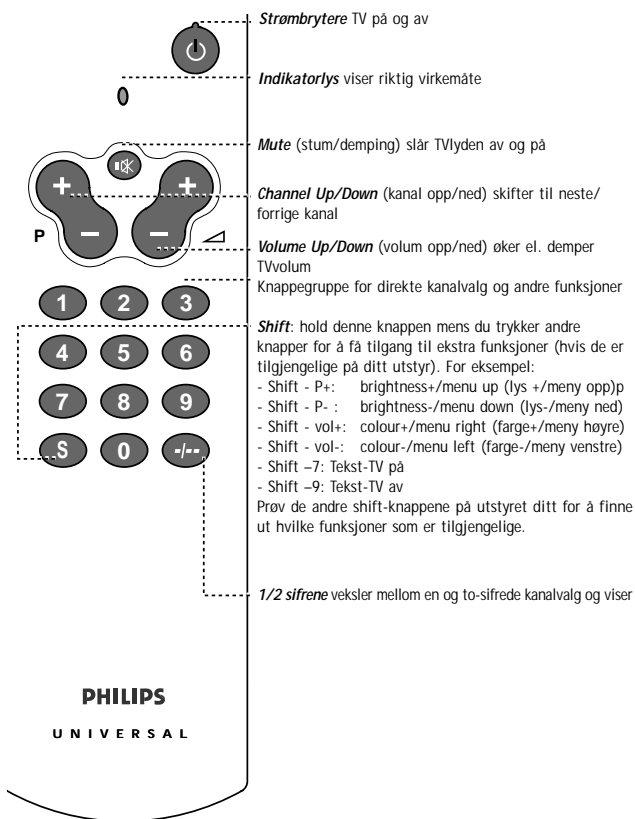 Strømbrytere TV på og av
Indikatorlys viser riktig virkemåte
Mute (stum/demping) slår TVlyden av og på
+ +
Channel Up/Down (kanal opp/ned) skifter til neste/
forrige kanal
P - -
Volume Up/Down (volum opp/ned) øker el. demper
TVvolum
Knappegruppe for direkte kanalvalg og andre funksjoner
1 2 3
Shift: hold denne knappen mens du trykker andre
knapper for å få tilgang til ekstra funksjoner (hvis de er
tilgjengelige på ditt utstyr). For eksempel:
- Shift - P+: brightness+/menu up (lys +/meny opp)p
- Shift - P- : brightness-/menu down (lys-/meny ned)
- Shift - vol+: colour+/menu right (farge+/meny høyre)
- Shift - vol-: colour-/menu left (farge-/meny venstre)
- Shift –7: Tekst-TV på
- Shift –9: Tekst-TV av
Prøv de andre shift-knappene på utstyret ditt for å finne
ut hvilke funksjoner som er tilgjengelige.
4 5 6
7 8 9
S 0 -/--
1/2 sifrene veksler mellom en og to-sifrede kanalvalg og viser
PHILIPS
UNIVERSAL